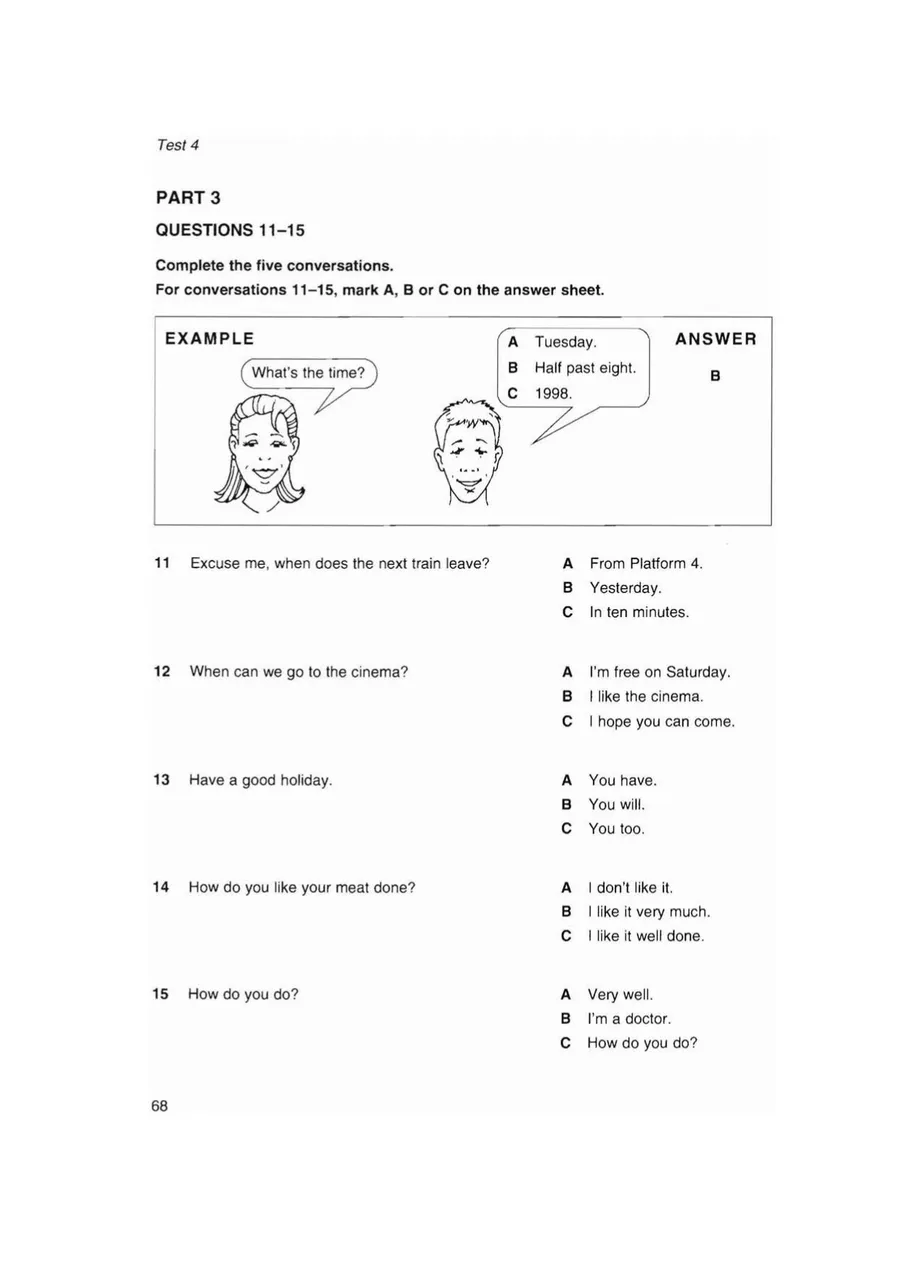 Test 4
PART 3
QUESTIONS 11–15
Complete the five conversations.
For conversations 11–15, mark A, B or C on the answer sheet.
EXAMPLE
What's the time?
A Tuesday.
B Half past eight.
C 1998.
ANSWER
B
11 Excuse me, when does the next train leave?
A From Platform 4.
B Yesterday.
C In ten minutes.
12 When can we go to the cinema?
A I'm free on Saturday.
B I like the cinema.
C I hope you can come.
13 Have a good holiday.
A You have.
B You will.
C You too.
14 How do you like your meat done?
A I don't like it.
B I like it very much.
C I like it well done.
15 How do you do?
A Very well.
B I'm a doctor.
C How do you do?
68